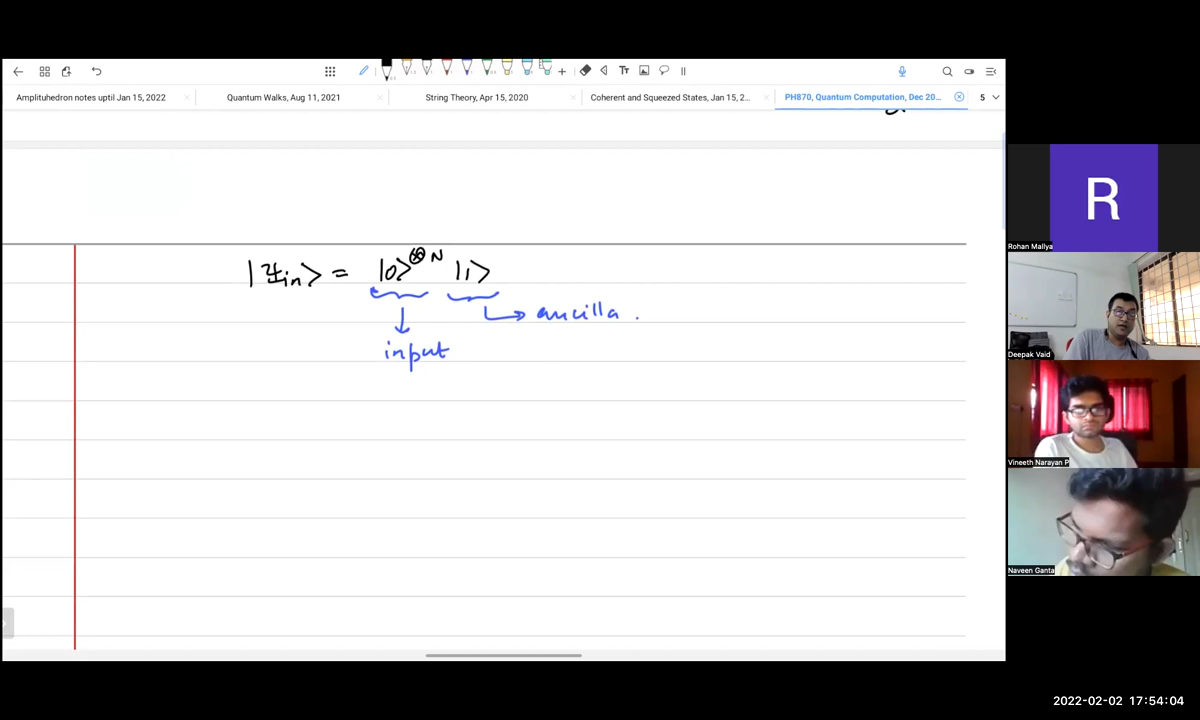 Amplituhedron notes uptil Jan 15, 2022
Quantum Walks, Aug 11, 2021
String Theory, Apr 15, 2020
Coherent and Squeezed States, Jan 15, 2...
PH870, Quantum Computation, Dec 20...
5
|Ψin> = |0>⊗N |1>
ancilla .
input
R
Rohan Mallya
Deepak Vaid
Vineeth Narayan P
Naveen Ganta
2022-02-02 17:54:04